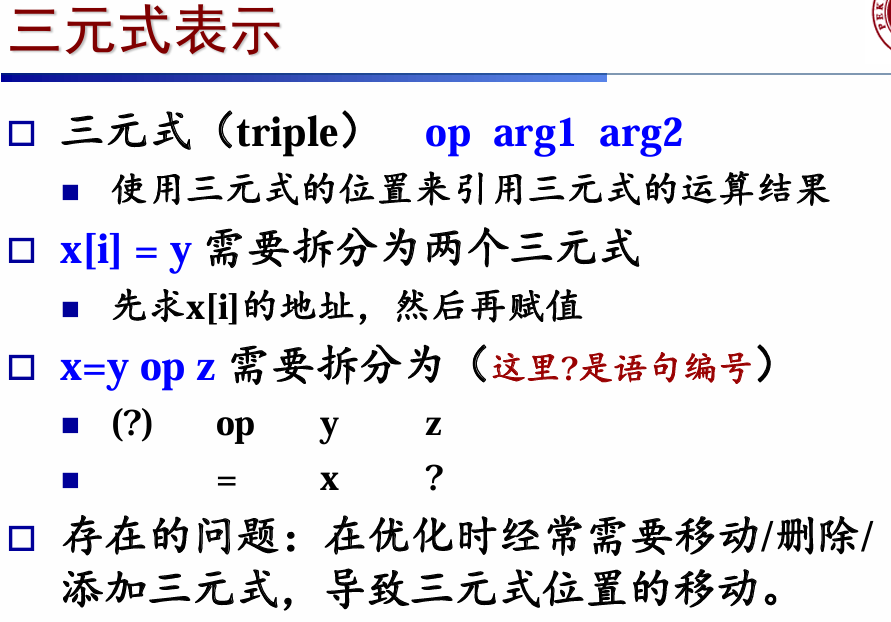 三元式表示
三元式（triple） op arg1 arg2
使用三元式的位置来引用三元式的运算结果
x[i] = y 需要拆分为两个三元式
先求x[i]的地址，然后再赋值
x=y op z 需要拆分为（这里?是语句编号）
(?) op y z
= x ?
存在的问题：在优化时经常需要移动/删除/
添加三元式，导致三元式位置的移动。